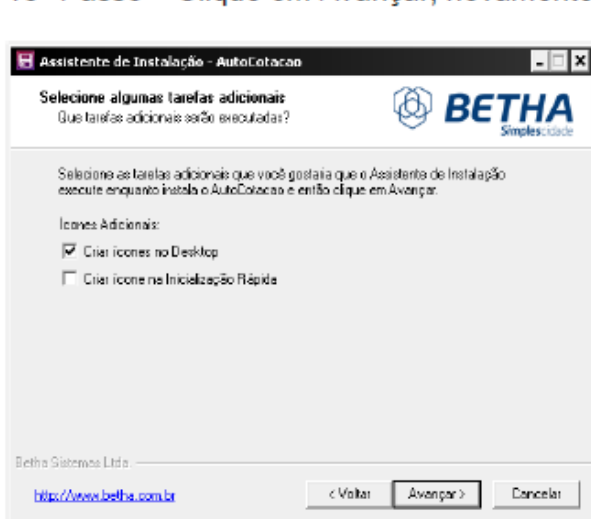 Assistente de Instalação - AutoCotacao
Selecione algumas tarefas adicionais
Que tarefas adicionais serão executadas?
BETHA
Simplescidade
Selecione as tarefas adicionais que você gostaria que o Assistente de Instalação
execute enquanto instala o AutoCotacao e então clique em Avançar.
Ícones Adicionais:
Criar ícones no Desktop
Criar ícone na Inicialização Rápida
Betha Sistemas Ltda.
http://www.betha.com.br
< Voltar
Avançar >
Cancelar